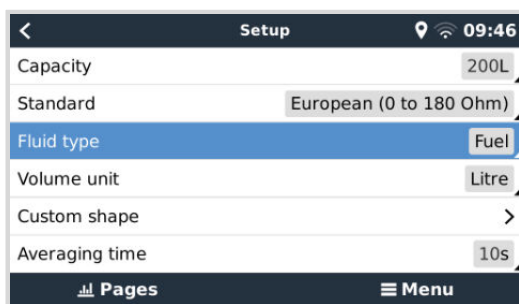 Setup 09:46
Capacity 200L
Standard European (0 to 180 Ohm)
Fluid type Fuel
Volume unit Litre
Custom shape
Averaging time 10s
Pages Menu